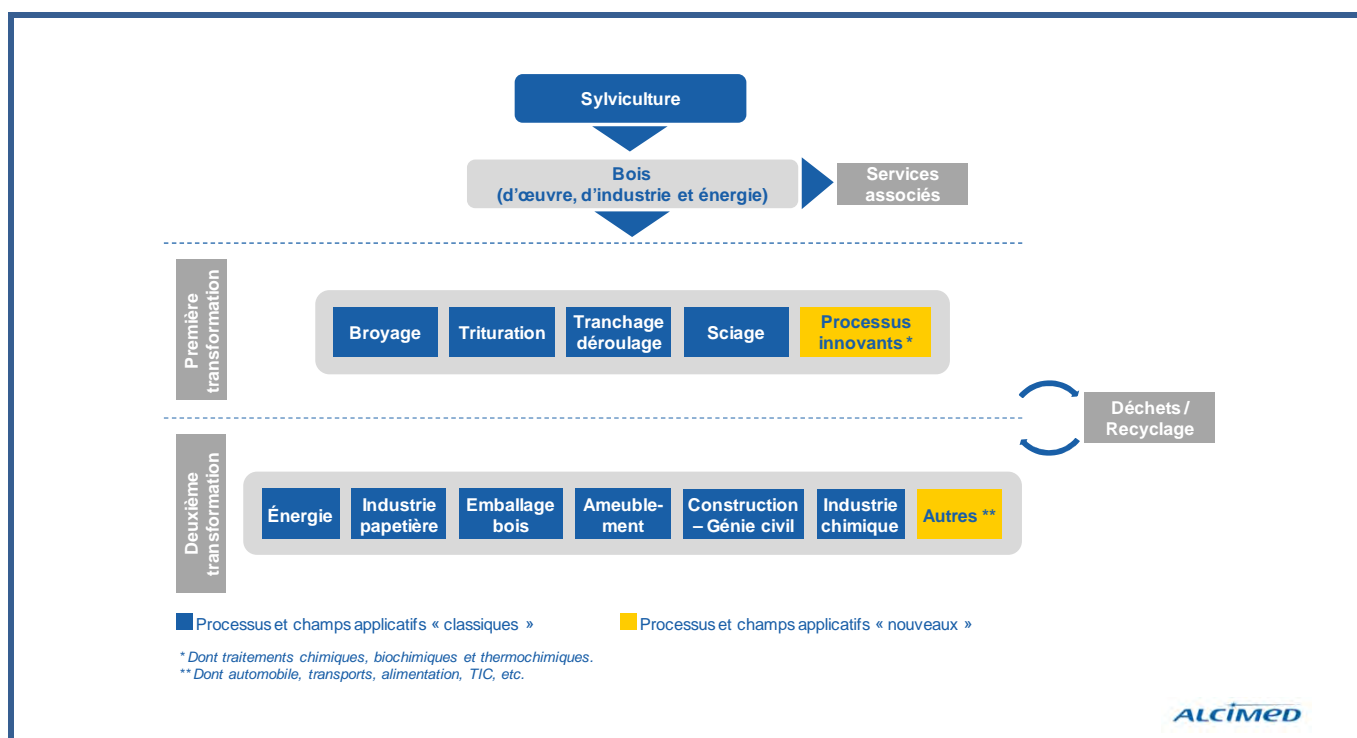 Sylviculture
Bois
(d’œuvre, d’industrie et énergie)
Services
associés
Première
transformation
Broyage
Trituration
Tranchage
déroulage
Sciage
Processus
innovants *
Déchets /
Recyclage
Deuxième
transformation
Énergie
Industrie
papetière
Emballage
bois
Ameuble-
ment
Construction
– Génie civil
Industrie
chimique
Autres **
Processus et champs applicatifs « classiques »
Processus et champs applicatifs « nouveaux »
* Dont traitements chimiques, biochimiques et thermochimiques.
** Dont automobile, transports, alimentation, TIC, etc.
ALCIMED